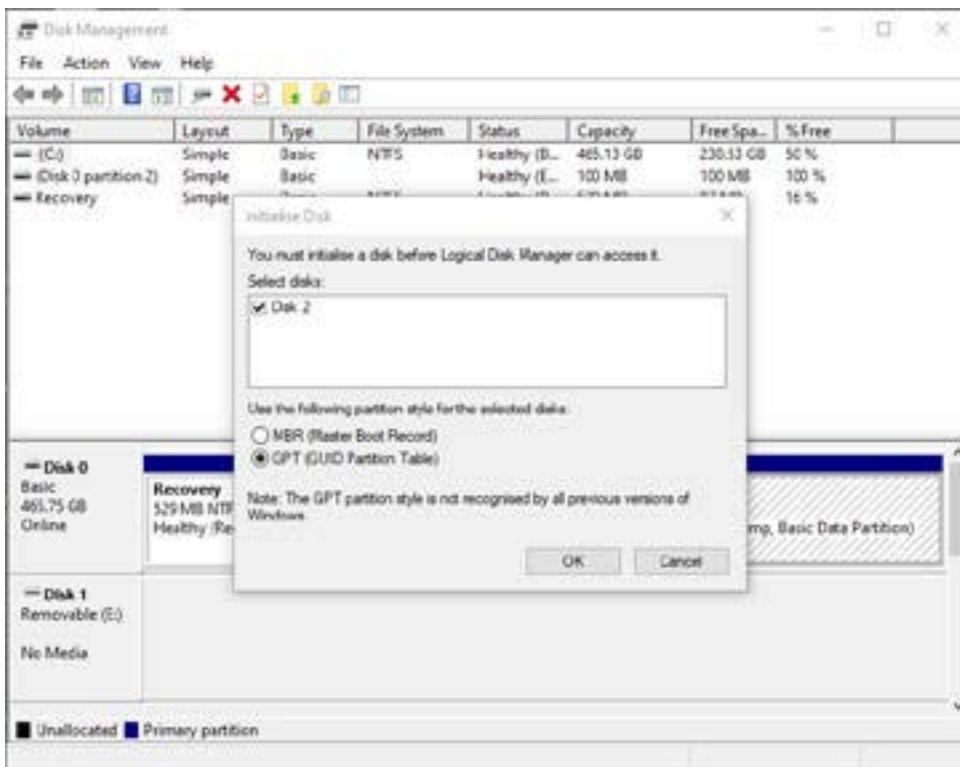 Disk Management
File Action View Help
Volume Layout Type File System Status Capacity Free Spa... % Free
(C:) Simple Basic NTFS Healthy (B... 465.13 GB 230.53 GB 50 %
(Disk 0 partition 2) Simple Basic Healthy (E... 100 MB 100 MB 100 %
Recovery Simple 16 %
Initialise Disk
You must initialise a disk before Logical Disk Manager can access it.
Select disks:
Disk 2
Use the following partition style for the selected disks:
MBR (Master Boot Record)
GPT (GUID Partition Table)
Note: The GPT partition style is not recognised by all previous versions of
Windows.
OK Cancel
Disk 0
Basic
465.75 GB
Online
Recovery
529 MB NTF
Healthy (Re
mp, Basic Data Partition)
Disk 1
Removable (E:)
No Media
Unallocated Primary partition